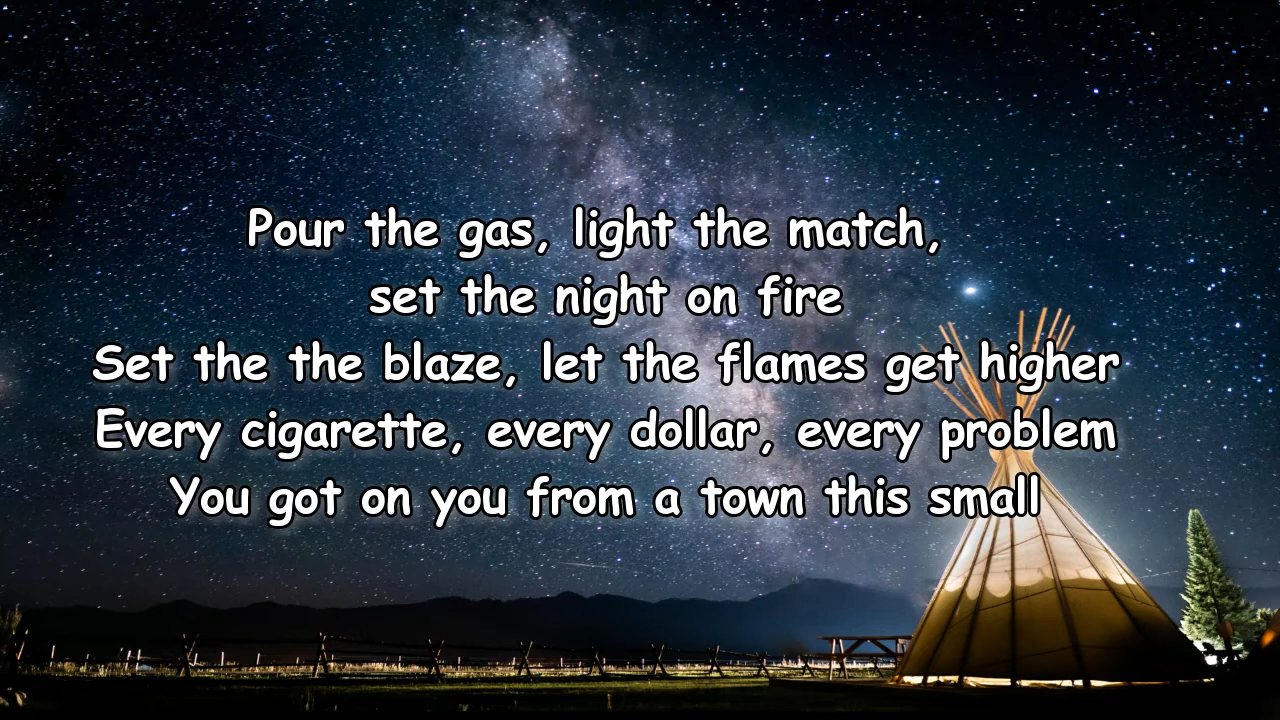 Pour the gas, light the match,
set the night on fire
Set the the blaze, let the flames get higher
Every cigarette, every dollar, every problem
You got on you from a town this small